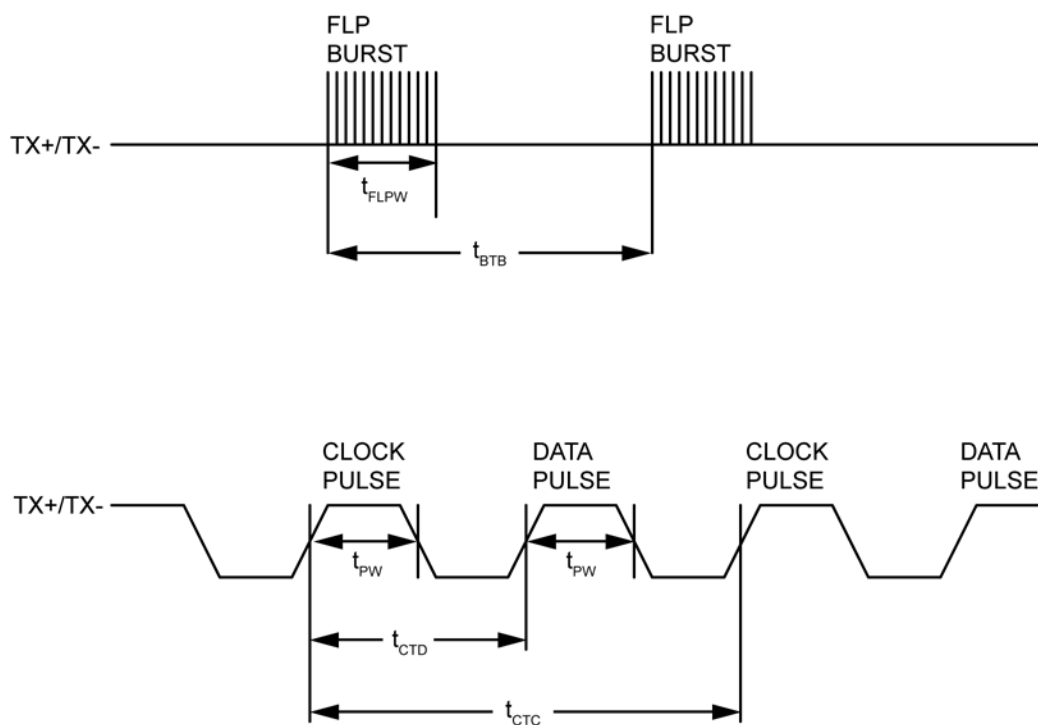 FLP
BURST
FLP
BURST
TX+/TX-
tFLPW
tBTB
CLOCK
PULSE
DATA
PULSE
CLOCK
PULSE
DATA
PULSE
TX+/TX-
tPW
tPW
tCTD
tCTC